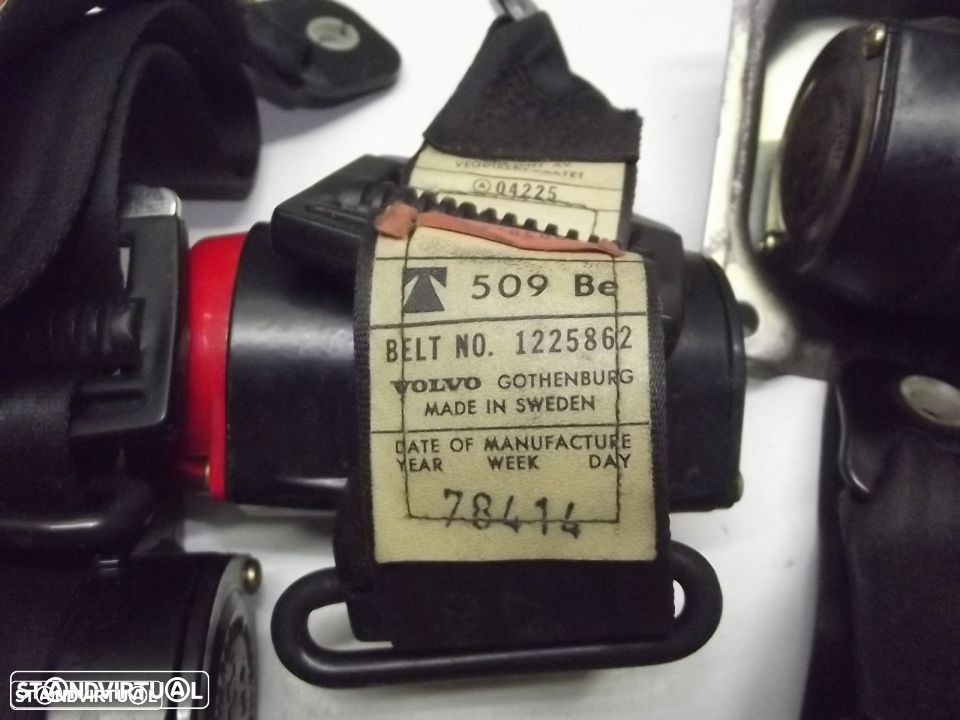 Ⓐ 04225
509 Be
BELT NO. 1225862
VOLVO GOTHENBURG
MADE IN SWEDEN
DATE OF MANUFACTURE
YEAR WEEK DAY
78414
STANDVIRTUAL
STANDVIRTUAL